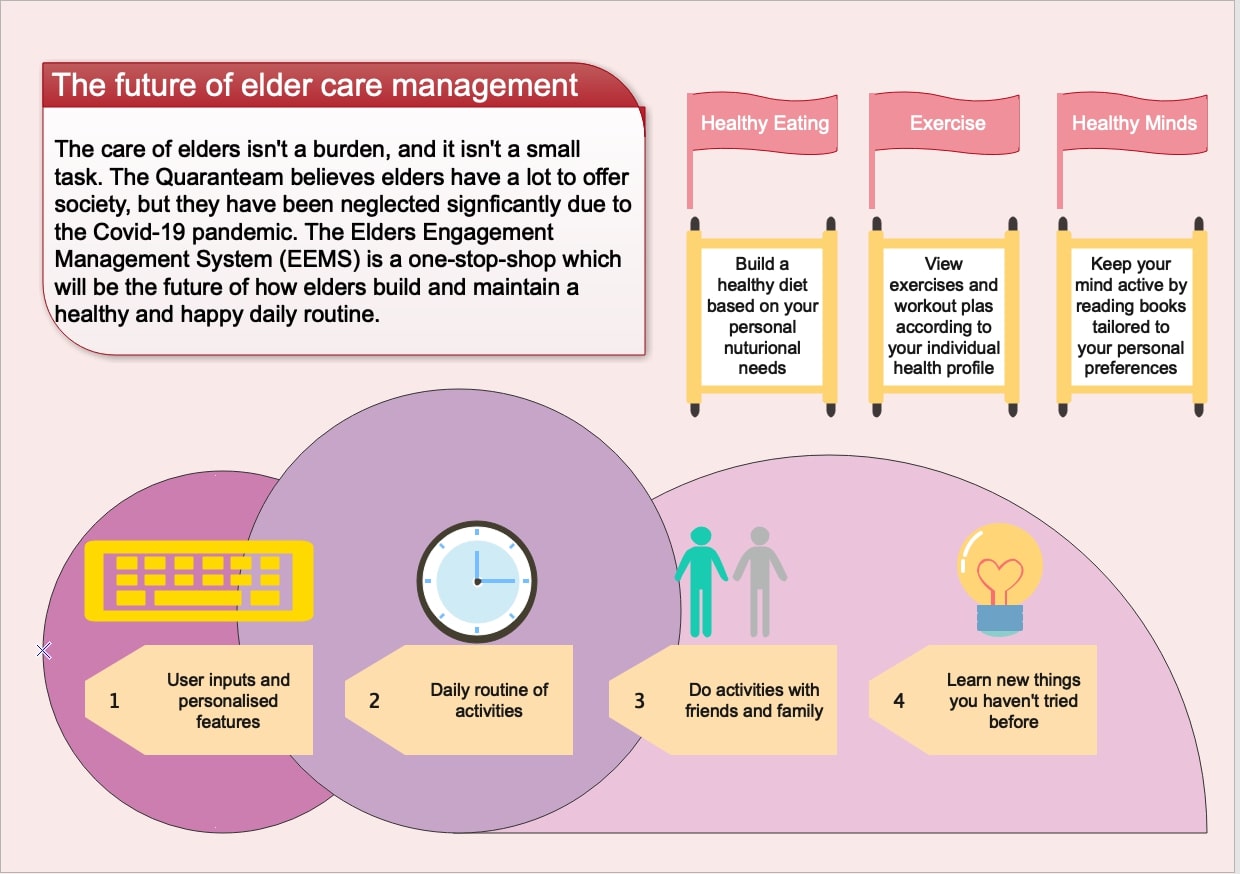 The future of elder care management
The care of elders isn't a burden, and it isn't a small
task. The Quaranteam believes elders have a lot to offer
society, but they have been neglected signficantly due to
the Covid-19 pandemic. The Elders Engagement
Management System (EEMS) is a one-stop-shop which
will be the future of how elders build and maintain a
healthy and happy daily routine.
Healthy Eating
Build a
healthy diet
based on your
personal
nuturional
needs
Exercise
View
exercises and
workout plas
according to
your individual
health profile
Healthy Minds
Keep your
mind active by
reading books
tailored to
your personal
preferences
1
User inputs and
personalised
features
2
Daily routine of
activities
3
Do activities with
friends and family
4
Learn new things
you haven't tried
before